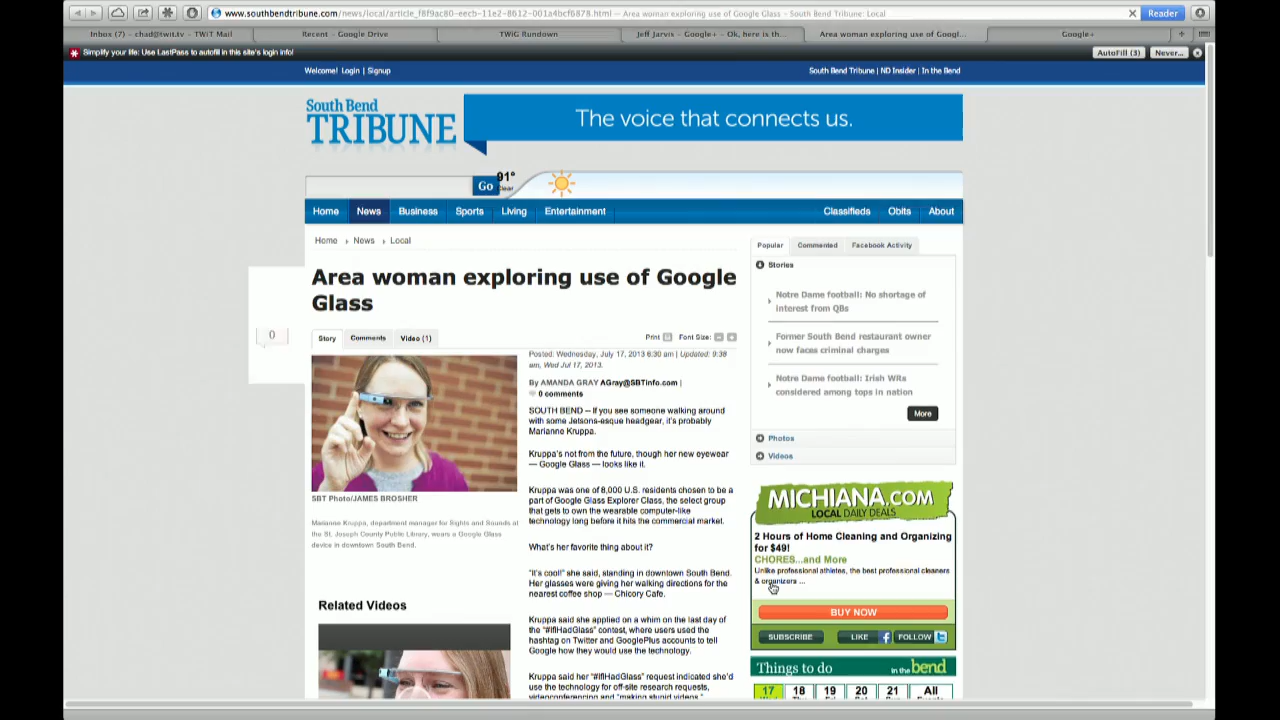 www.southbendtribune.com/news/local/article_f8f9ac80-eecb-11e2-8612-001a4bcf6878.html — Area woman exploring use of Google Glass – South Bend Tribune: Local
Reader
Inbox (7) – chad@twit.tv – TWiT Mail
Recent – Google Drive
TWiG Rundown
Jeff Jarvis – Google+ – Ok, here is th...
Area woman exploring use of Googl...
Google+
Simplify your life: Use LastPass to autofill in this site's login info!
AutoFill (3)
Never...
Welcome! Login | Signup
South Bend Tribune | ND Insider | In the Bend
South Bend
TRIBUNE
The voice that connects us.
Go
91°
Clear
Home
News
Business
Sports
Living
Entertainment
Classifieds
Obits
About
Home › News › Local
Area woman exploring use of Google
Glass
0
Story
Comments
Video (1)
Print
Font Size:
Posted: Wednesday, July 17, 2013 6:30 am | Updated: 9:38
am, Wed Jul 17, 2013.
By AMANDA GRAY AGray@SBTinfo.com |
0 comments
SOUTH BEND – If you see someone walking around
with some Jetsons-esque headgear, it's probably
Marianne Kruppa.
Kruppa's not from the future, though her new eyewear
— Google Glass — looks like it.
Kruppa was one of 8,000 U.S. residents chosen to be a
part of Google Glass Explorer Class, the select group
that gets to own the wearable computer-like
technology long before it hits the commercial market.
What's her favorite thing about it?
"It's cool!" she said, standing in downtown South Bend.
Her glasses were giving her walking directions for the
nearest coffee shop — Chicory Cafe.
Kruppa said she applied on a whim on the last day of
the "#ifIHadGlass" contest, where users used the
hashtag on Twitter and GooglePlus accounts to tell
Google how they would use the technology.
Kruppa said her "#ifIHadGlass" request indicated she'd
use the technology for off-site research requests,
videoconferencing and "making stupid videos."
SBT Photo/JAMES BROSHER
Marianne Kruppa, department manager for Sights and Sounds at
the St. Joseph County Public Library, wears a Google Glass
device in downtown South Bend.
Related Videos
Popular
Commented
Facebook Activity
Stories
Notre Dame football: No shortage of
interest from QBs
Former South Bend restaurant owner
now faces criminal charges
Notre Dame football: Irish WRs
considered among tops in nation
More
Photos
Videos
MICHIANA.COM
LOCAL DAILY DEALS
2 Hours of Home Cleaning and Organizing
for $49!
CHORES...and More
Unlike professional athletes, the best professional cleaners
& organizers ...
BUY NOW
SUBSCRIBE
LIKE
FOLLOW
Things to do
in the bend
17
18
19
20
21
All